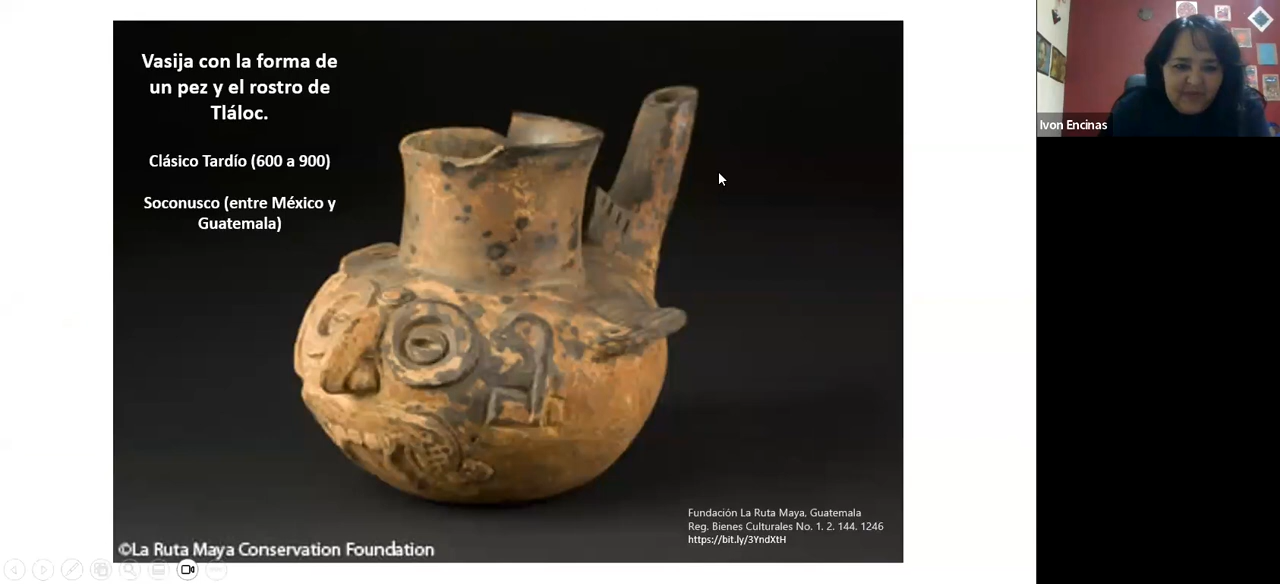 Vasija con la forma de
un pez y el rostro de
Tláloc.
Clásico Tardío (600 a 900)
Soconusco (entre México y
Guatemala)
Ivon Encinas
Fundación La Ruta Maya, Guatemala
Reg. Bienes Culturales No. 1. 2. 144. 1246
https://bit.ly/3YndXtH
©La Ruta Maya Conservation Foundation